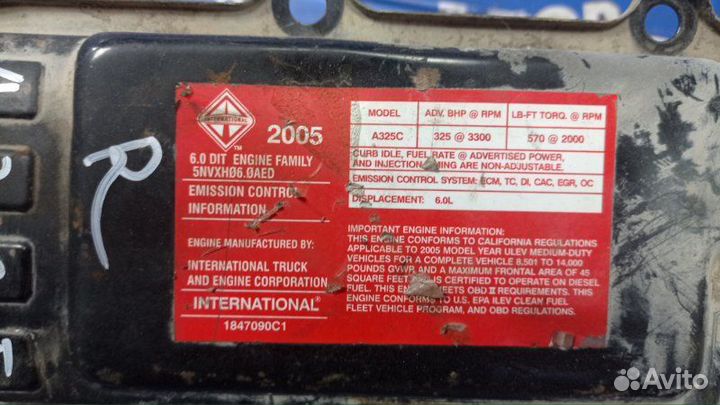 INTERNATIONAL
TM
2005
6.0 DIT ENGINE FAMILY
5NVXHØ6.ØAED
EMISSION CONTROL
INFORMATION
ENGINE MANUFACTURED BY:
INTERNATIONAL TRUCK
AND ENGINE CORPORATION
INTERNATIONAL®
1847090C1
MODEL ADV. BHP @ RPM LB-FT TORQ. @ RPM
A325C 325 @ 3300 570 @ 2000
CURB IDLE, FUEL RATE @ ADVERTISED POWER,
AND INJECTION TIMING ARE NON-ADJUSTABLE.
EMISSION CONTROL SYSTEM: ECM, TC, DI, CAC, EGR, OC
DISPLACEMENT: 6.0L
IMPORTANT ENGINE INFORMATION:
THIS ENGINE CONFORMS TO CALIFORNIA REGULATIONS
APPLICABLE TO 2005 MODEL YEAR ULEV MEDIUM-DUTY
VEHICLES FOR A COMPLETE VEHICLE 8,501 TO 14,000
POUNDS GVWR AND A MAXIMUM FRONTAL AREA OF 45
SQUARE FEET. THIS IS CERTIFIED TO OPERATE ON DIESEL
FUEL. THIS ENGINE MEETS OBD II REQUIREMENTS. THIS
ENGINE CONFORMS TO U.S. EPA ILEV CLEAN FUEL
FLEET VEHICLE PROGRAM, AND OBD REGULATIONS.
R
Avito